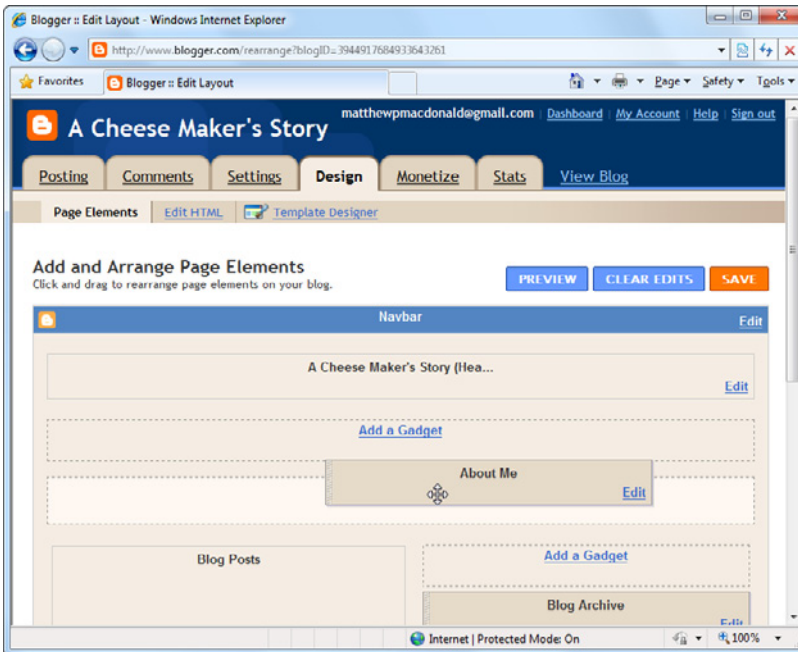 Blogger :: Edit Layout - Windows Internet Explorer
http://www.blogger.com/rearrange?blogID=3944917684933643261
Favorites Blogger :: Edit Layout Page Safety Tools
matthewpmacdonald@gmail.com Dashboard My Account Help Sign out
A Cheese Maker's Story
Posting Comments Settings Design Monetize Stats View Blog
Page Elements Edit HTML Template Designer
Add and Arrange Page Elements
Click and drag to rearrange page elements on your blog.
PREVIEW CLEAR EDITS SAVE
Navbar
Edit
A Cheese Maker's Story (Hea...
Edit
Add a Gadget
About Me
Edit
Blog Posts
Add a Gadget
Blog Archive
Edit
Internet | Protected Mode: On 100%